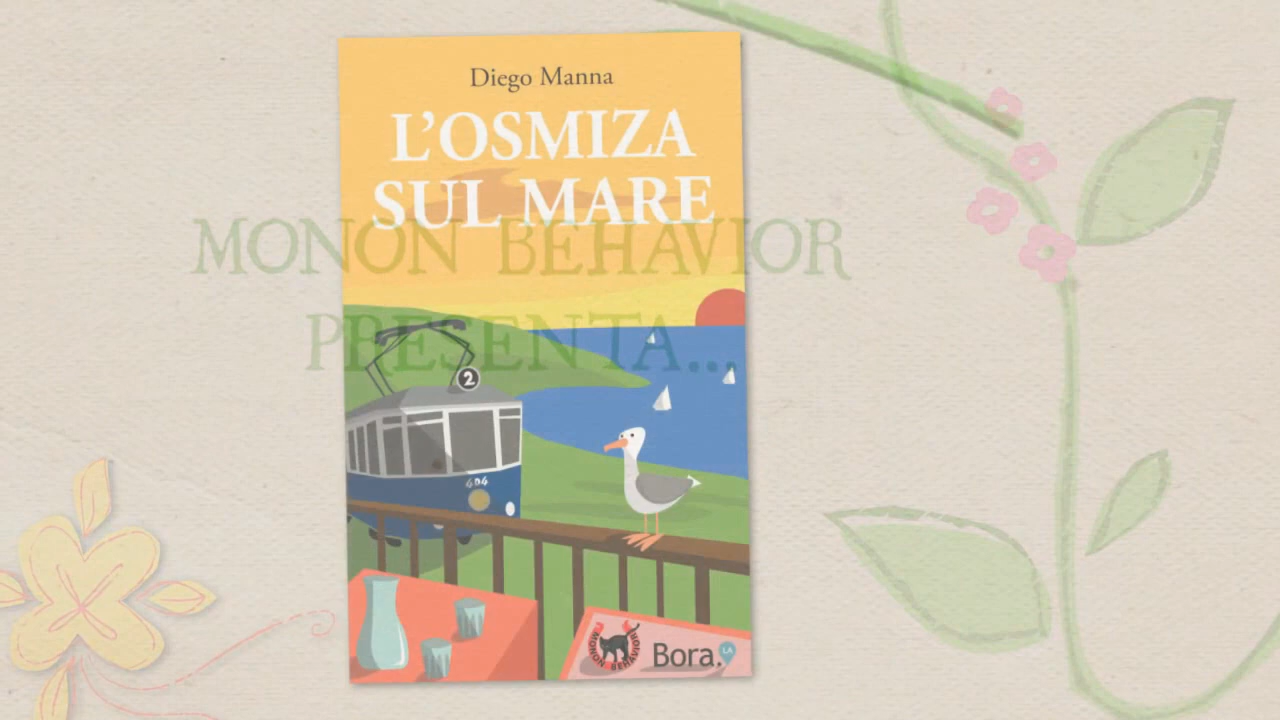 Diego Manna
L'OSMIZA
SUL MARE
MONON BEHAVIOR
PRESENTA...
2
404
MONON BEHAVIOR
Bora.LA